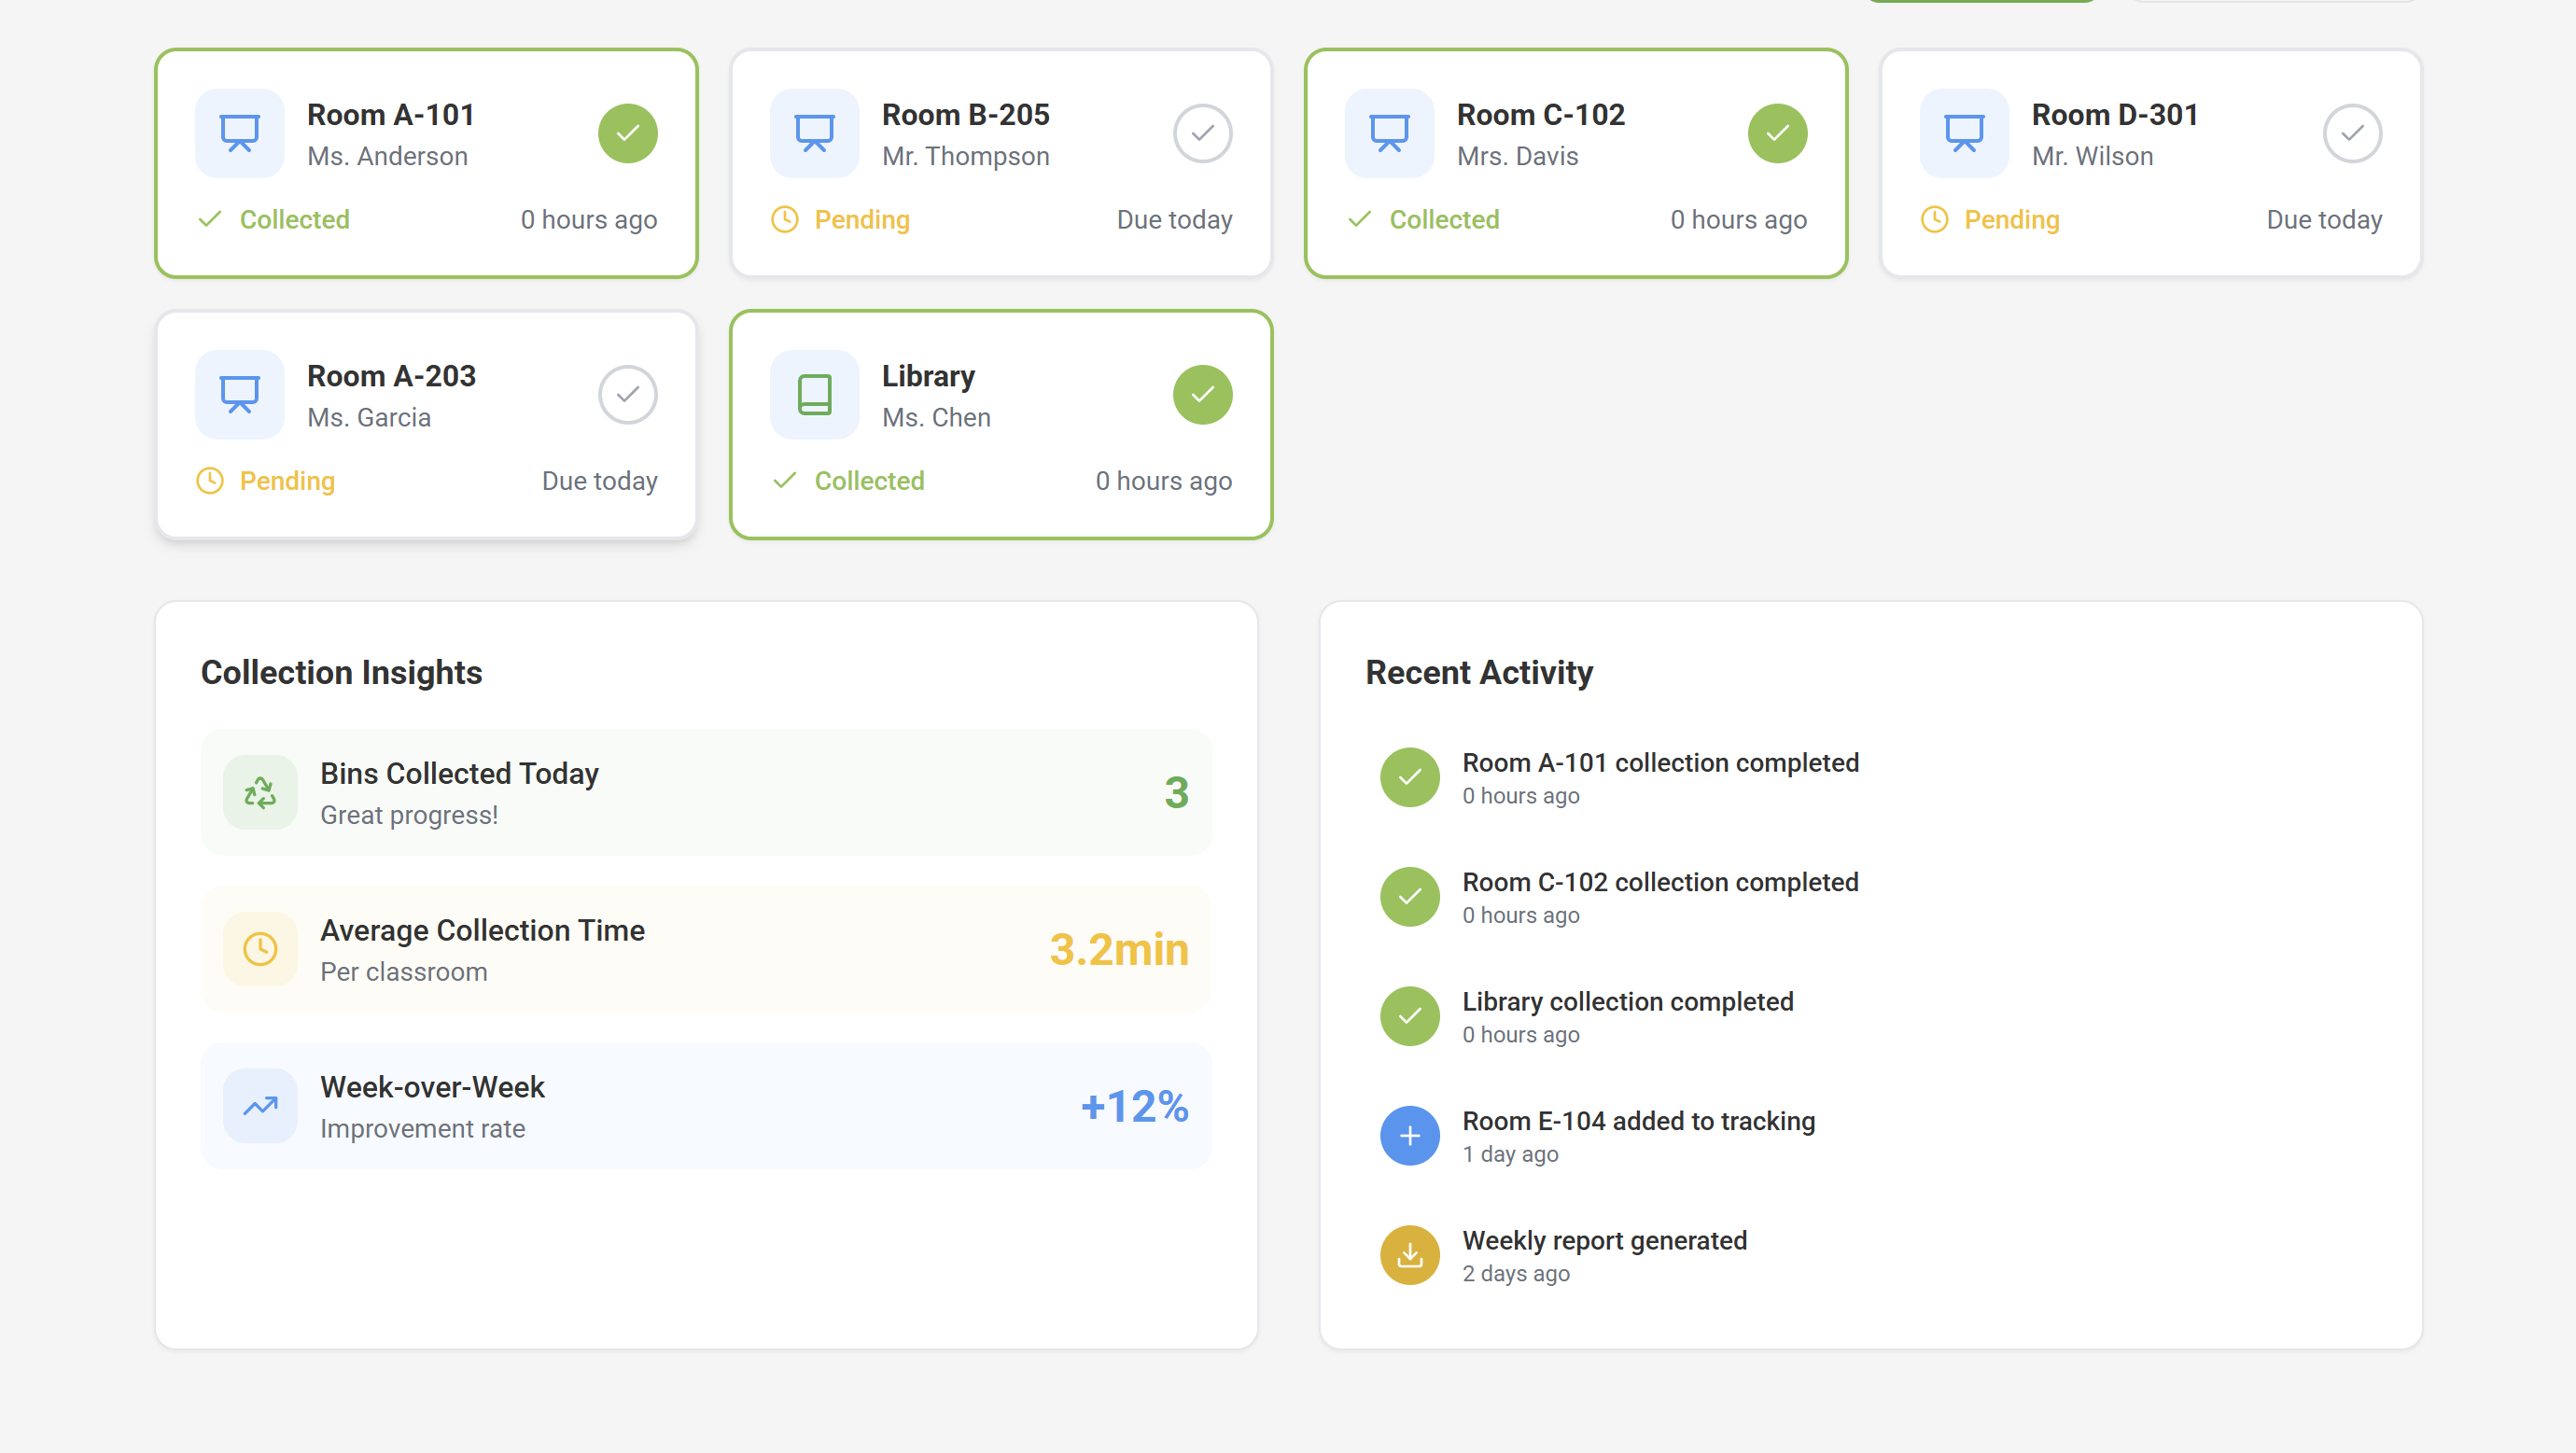 Room A-101
Ms. Anderson
Collected
0 hours ago
Room B-205
Mr. Thompson
Pending
Due today
Room C-102
Mrs. Davis
Collected
0 hours ago
Room D-301
Mr. Wilson
Pending
Due today
Room A-203
Ms. Garcia
Pending
Due today
Library
Ms. Chen
Collected
0 hours ago
Collection Insights
Bins Collected Today
Great progress!
3
Average Collection Time
Per classroom
3.2min
Week-over-Week
Improvement rate
+12%
Recent Activity
Room A-101 collection completed
0 hours ago
Room C-102 collection completed
0 hours ago
Library collection completed
0 hours ago
Room E-104 added to tracking
1 day ago
Weekly report generated
2 days ago